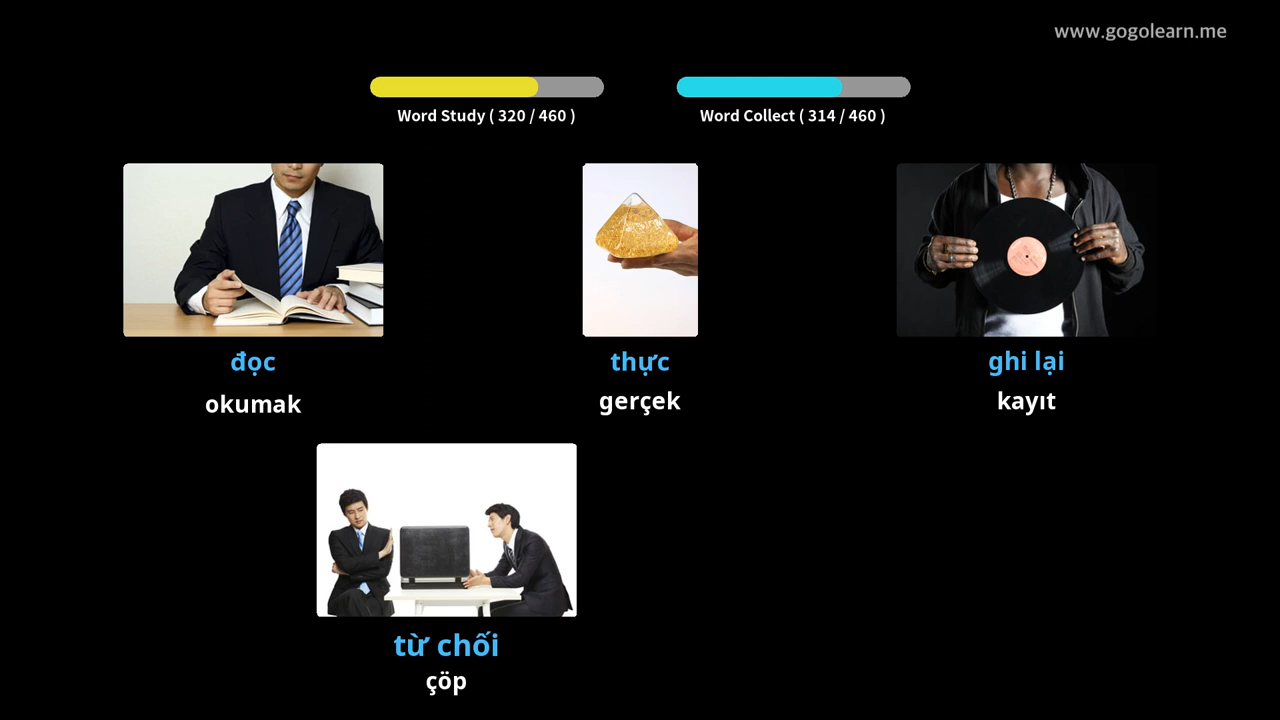 www.gogolearn.me
Word Study ( 320 / 460 )
Word Collect ( 314 / 460 )
đọc
okumak
thực
gerçek
ghi lại
kayıt
từ chối
çöp